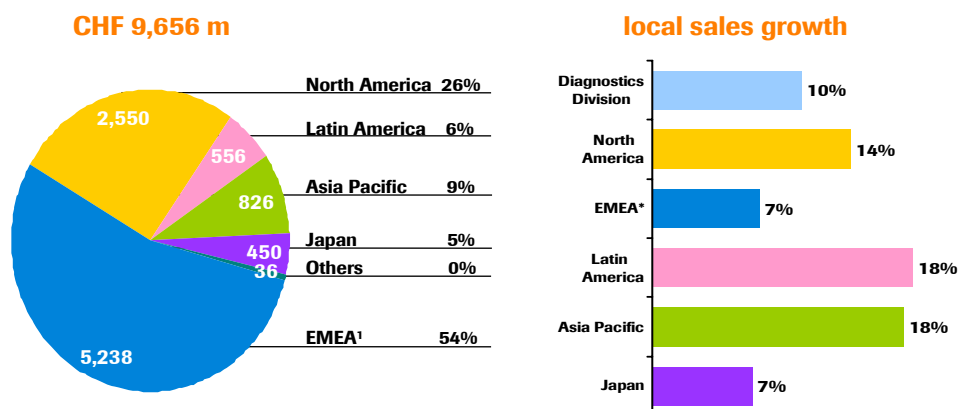 CHF 9,656 m
North America 26%
2,550
Latin America 6%
556
Asia Pacific 9%
826
Japan 5%
450
Others 0%
36
EMEA¹ 54%
5,238
local sales growth
Diagnostics
Division
10%
North
America
14%
EMEA*
7%
Latin
America
18%
Asia Pacific
18%
Japan
7%